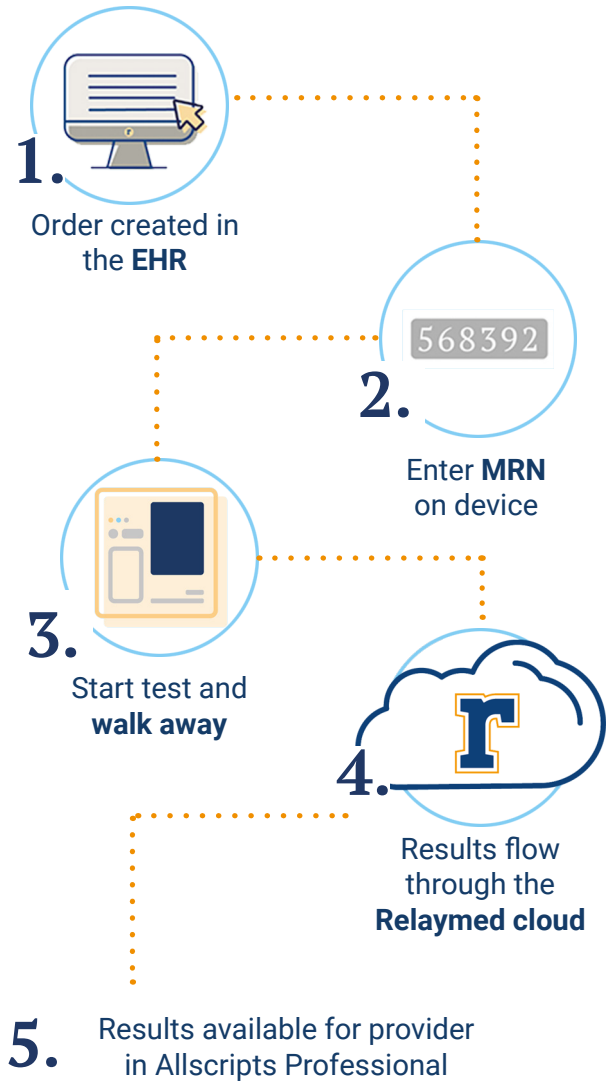 1.
Order created in
the EHR
568392
2.
Enter MRN
on device
3.
Start test and
walk away
r
4.
Results flow
through the
Relaymed cloud
5.
Results available for provider
in Allscripts Professional